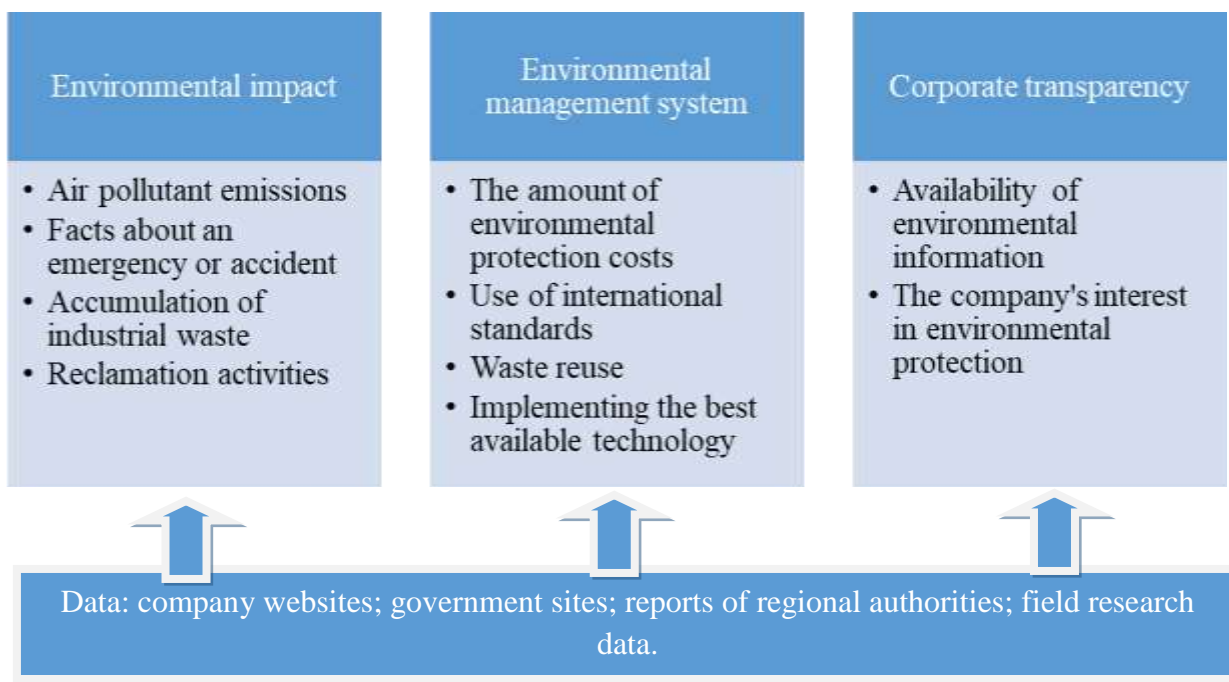 Environmental impact
• Air pollutant emissions
• Facts about an
emergency or accident
• Accumulation of
industrial waste
• Reclamation activities
Environmental
management system
• The amount of
environmental
protection costs
• Use of international
standards
• Waste reuse
• Implementing the best
available technology
Corporate transparency
• Availability of
environmental
information
• The company's interest
in environmental
protection
Data: company websites; government sites; reports of regional authorities; field research
data.